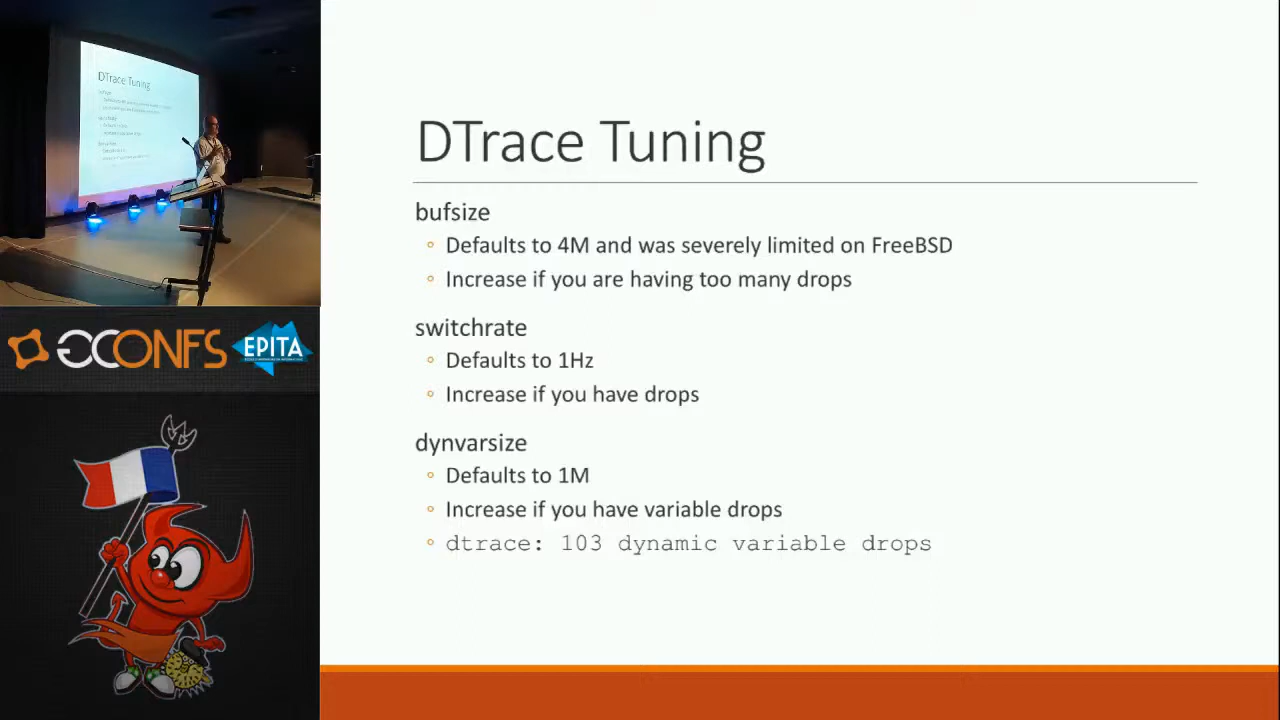 DTrace Tuning
bufsize
Defaults to 4M and was severely limited on FreeBSD
Increase if you are having too many drops
switchrate
Defaults to 1Hz
Increase if you have drops
dynvarsize
Defaults to 1M
Increase if you have variable drops
dtrace: 103 dynamic variable drops
DTrace Tuning
GCONFS
EPITA